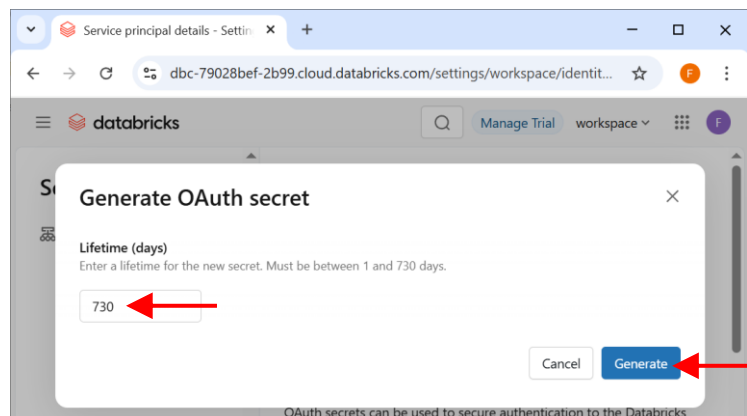 Service principal details - Settin
dbc-79028bef-2b99.cloud.databricks.com/settings/workspace/identit...
F
databricks
Manage Trial
workspace
F
Generate OAuth secret
Lifetime (days)
Enter a lifetime for the new secret. Must be between 1 and 730 days.
730
Cancel
Generate
OAuth secrets can be used to secure authentication to the Databricks